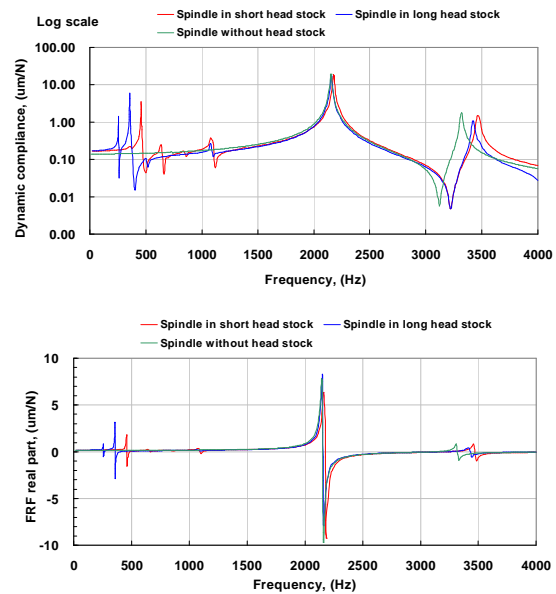 Log scale
Spindle in short head stock
Spindle in long head stock
Spindle without head stock
Dynamic compliance, (um/N)
100.00
10.00
1.00
0.10
0.01
0.00
0
500
1000
1500
2000
2500
3000
3500
4000
Frequency, (Hz)
Spindle in short head stock
Spindle in long head stock
Spindle without head stock
FRF real part, (um/N)
10
5
0
-5
-10
0
500
1000
1500
2000
2500
3000
3500
4000
Frequency, (Hz)